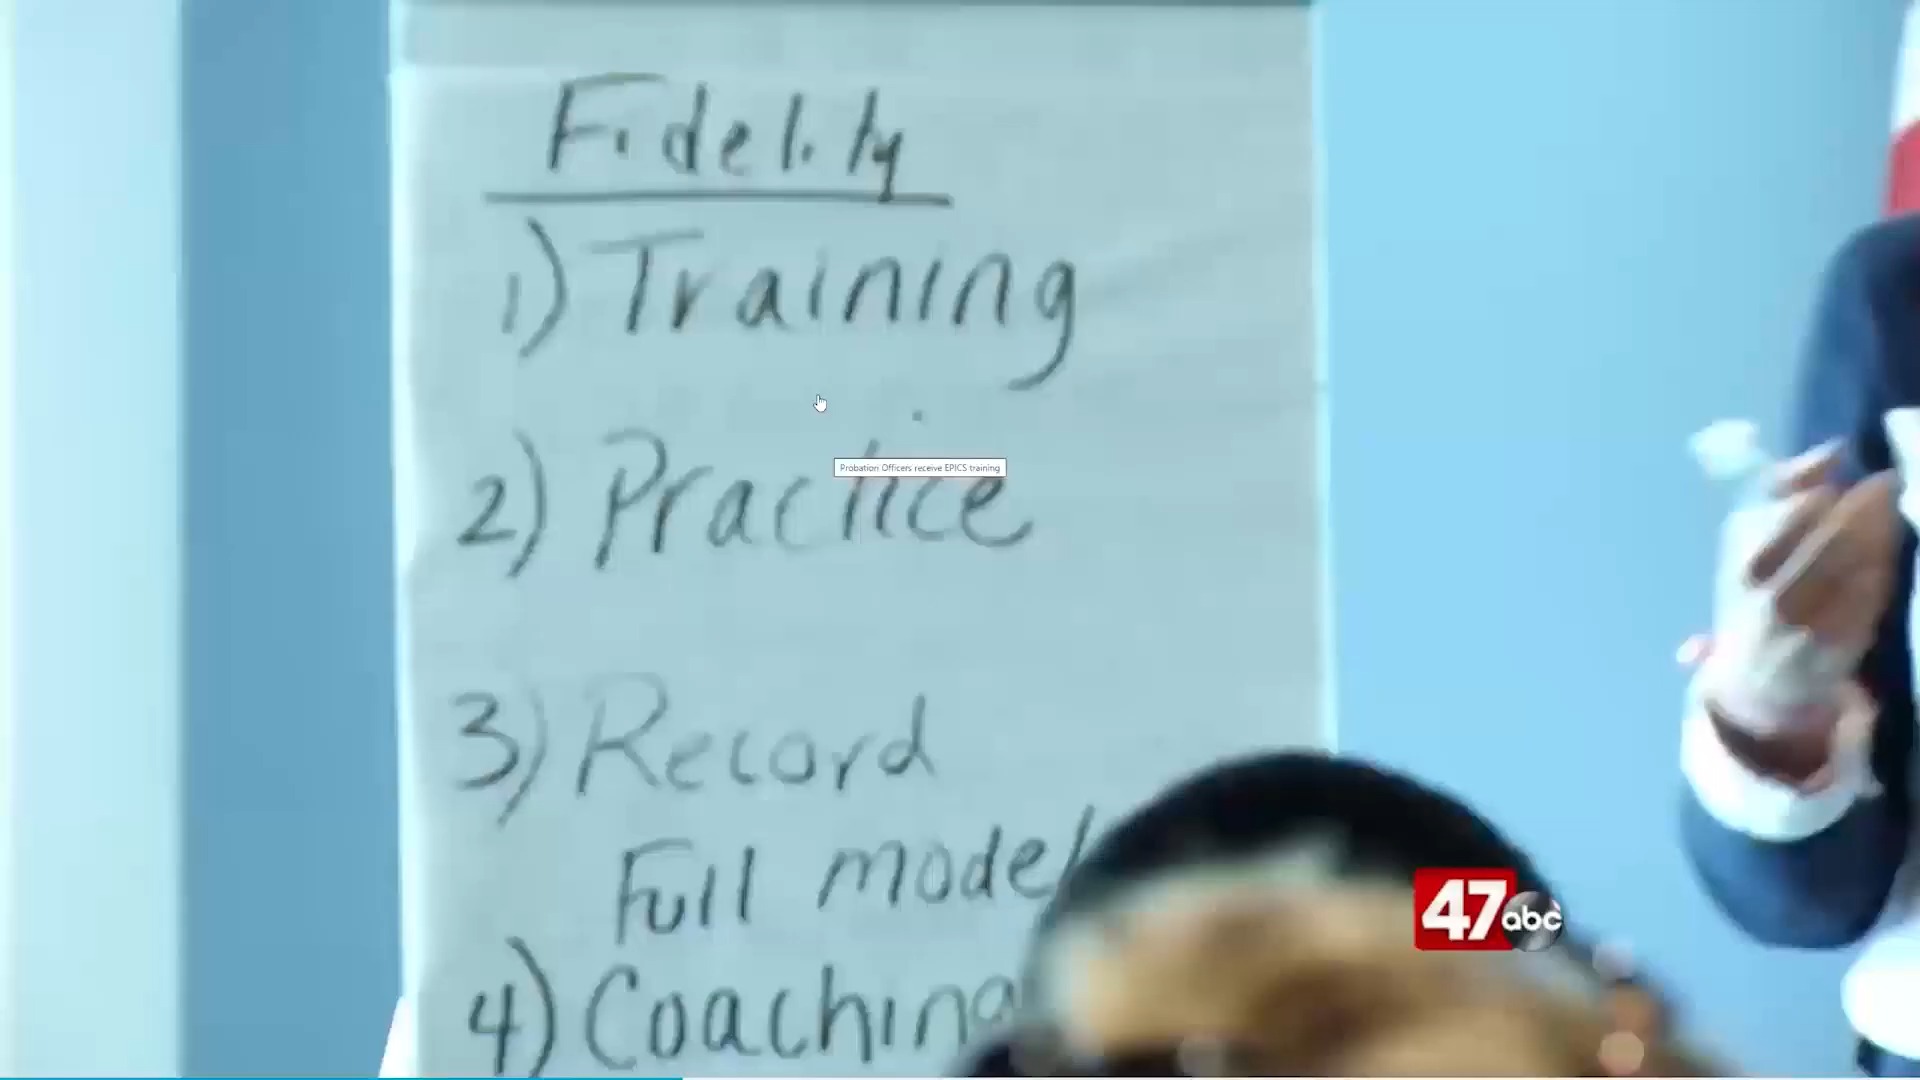 Fidelity
1) Training
2) Practice
Probation Officers receive EPICS training
3) Record
Full model
4) Coaching
47abc